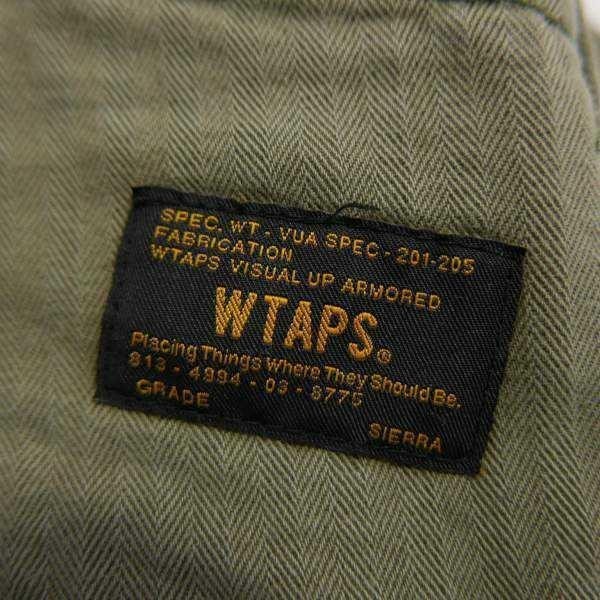 SPEC. WT - VUA SPEC - 201-205
FABRICATION
WTAPS VISUAL UP ARMORED
WTAPS®
Placing Things Where They Should Be.
813 - 4994 - 03 - 8775
GRADE
SIERRA